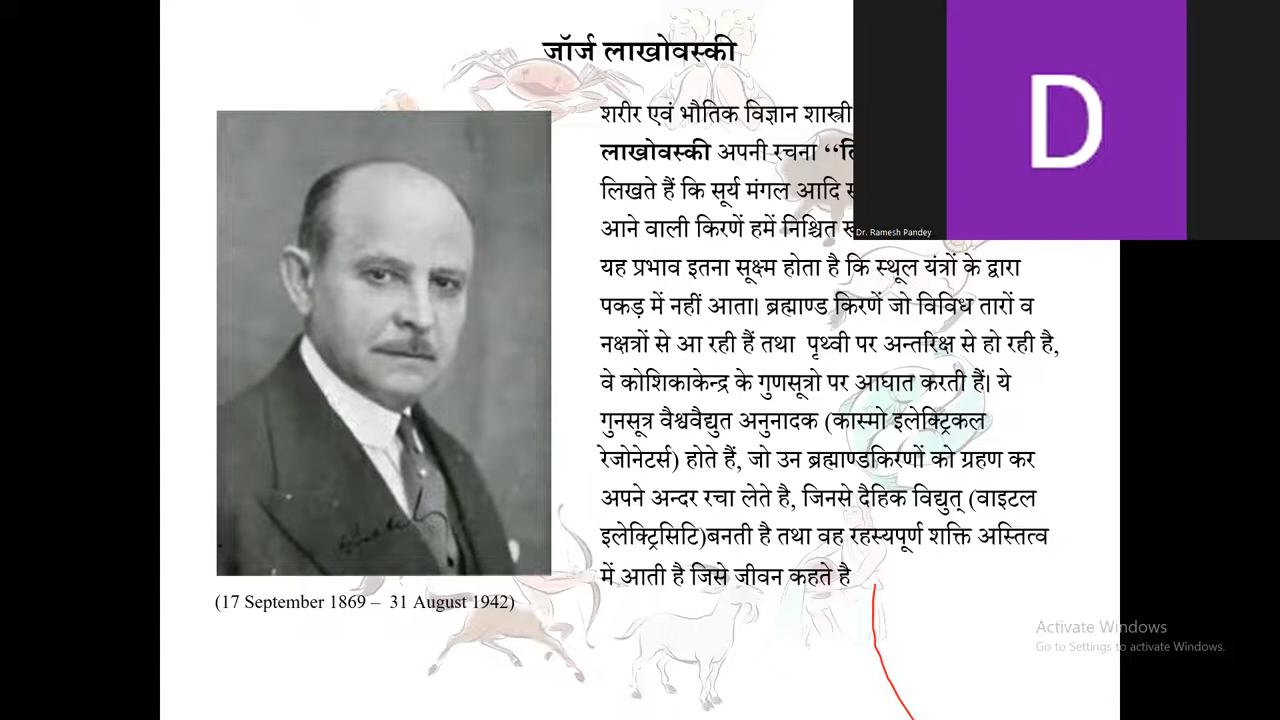 जॉर्ज लाखोवस्की
शरीर एवं भौतिक विज्ञान शास्त्री
लाखोवस्की अपनी रचना
लिखते हैं कि सूर्य मंगल आदि
आने वाली किरणें हमें निश्चित
यह प्रभाव इतना सूक्ष्म होता है कि स्थूल यंत्रों के द्वारा
पकड़ में नहीं आता। ब्रह्माण्ड किरणें जो विविध तारों व
नक्षत्रों से आ रही हैं तथा पृथ्वी पर अन्तरिक्ष से हो रही है,
वे कोशिकाकेन्द्र के गुणसूत्रो पर आघात करती हैं। ये
गुनसूत्र वैश्ववैद्युत अनुनादक (कास्मो इलेक्ट्रिकल
रेजोनेटर्स) होते हैं, जो उन ब्रह्माण्डकिरणों को ग्रहण कर
अपने अन्दर रचा लेते है, जिनसे दैहिक विद्युत् (वाइटल
इलेक्ट्रिसिटि)बनती है तथा वह रहस्यपूर्ण शक्ति अस्तित्व
में आती है जिसे जीवन कहते है
(17 September 1869 – 31 August 1942)
D
Dr. Ramesh Pandey
Activate Windows
Go to Settings to activate Windows.